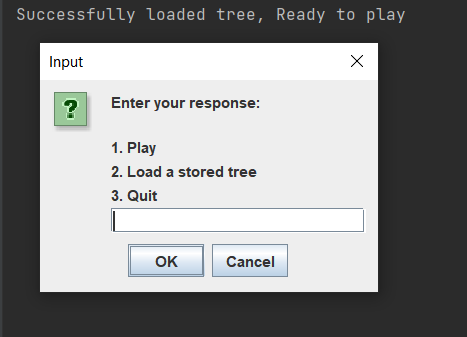 Successfully loaded tree, Ready to play
Input
Enter your response:
1. Play
2. Load a stored tree
3. Quit
OK
Cancel